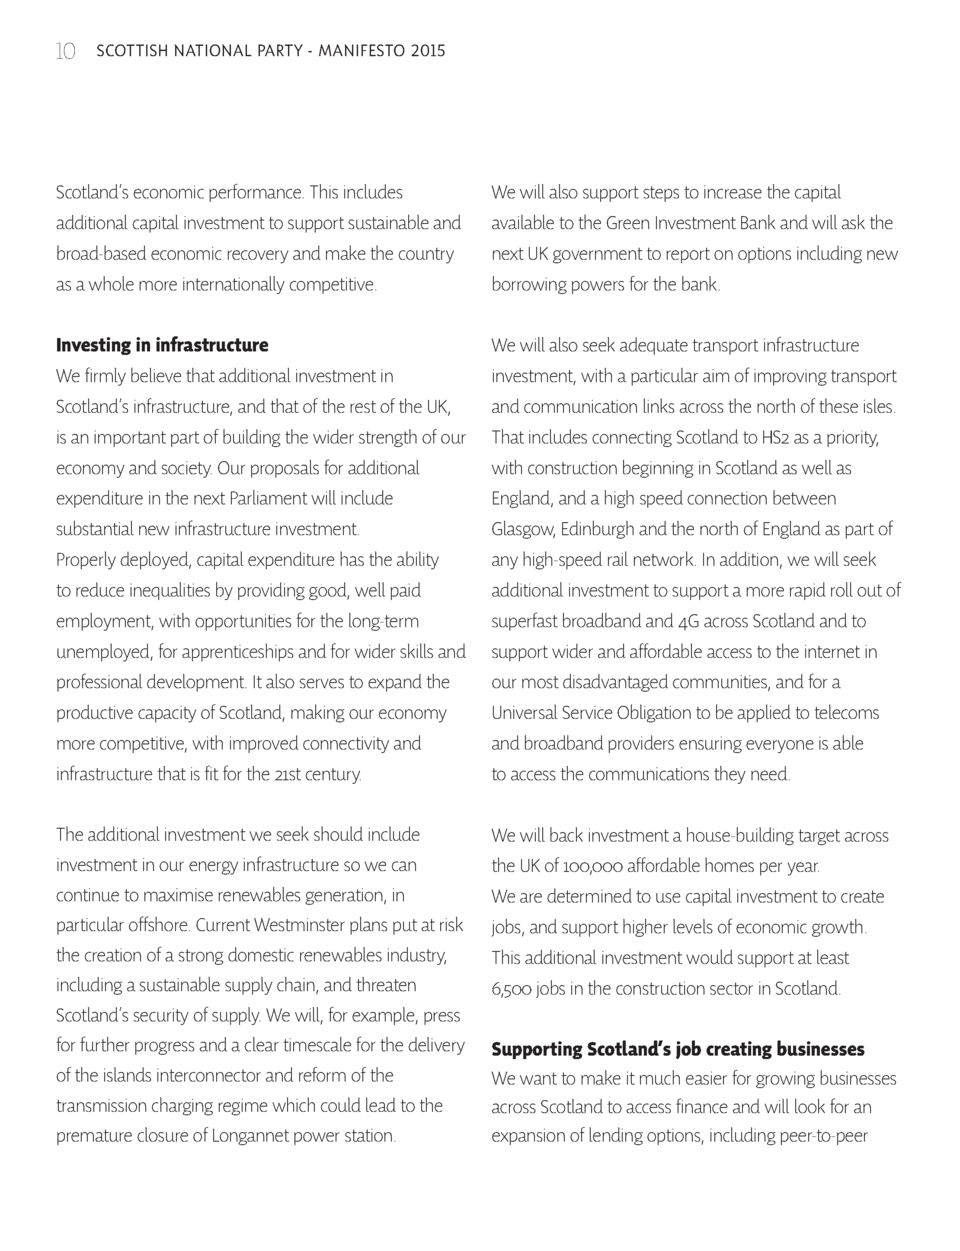 10 SCOTTISH NATIONAL PARTY - MANIFESTO 2015
Scotland's economic performance. This includes
additional capital investment to support sustainable and
broad-based economic recovery and make the country
as a whole more internationally competitive.
Investing in infrastructure
We firmly believe that additional investment in
Scotland's infrastructure, and that of the rest of the UK,
is an important part of building the wider strength of our
economy and society. Our proposals for additional
expenditure in the next Parliament will include
substantial new infrastructure investment.
Properly deployed, capital expenditure has the ability
to reduce inequalities by providing good, well paid
employment, with opportunities for the long-term
unemployed, for apprenticeships and for wider skills and
professional development. It also serves to expand the
productive capacity of Scotland, making our economy
more competitive, with improved connectivity and
infrastructure that is fit for the 21st century.
The additional investment we seek should include
investment in our energy infrastructure so we can
continue to maximise renewables generation, in
particular offshore. Current Westminster plans put at risk
the creation of a strong domestic renewables industry,
including a sustainable supply chain, and threaten
Scotland's security of supply. We will, for example, press
for further progress and a clear timescale for the delivery
of the islands interconnector and reform of the
transmission charging regime which could lead to the
premature closure of Longannet power station.
We will also support steps to increase the capital
available to the Green Investment Bank and will ask the
next UK government to report on options including new
borrowing powers for the bank.
We will also seek adequate transport infrastructure
investment, with a particular aim of improving transport
and communication links across the north of these isles.
That includes connecting Scotland to HS2 as a priority,
with construction beginning in Scotland as well as
England, and a high speed connection between
Glasgow, Edinburgh and the north of England as part of
any high-speed rail network. In addition, we will seek
additional investment to support a more rapid roll out of
superfast broadband and 4G across Scotland and to
support wider and affordable access to the internet in
our most disadvantaged communities, and for a
Universal Service Obligation to be applied to telecoms
and broadband providers ensuring everyone is able
to access the communications they need.
We will back investment a house-building target across
the UK of 100,000 affordable homes per year.
We are determined to use capital investment to create
jobs, and support higher levels of economic growth.
This additional investment would support at least
6,500 jobs in the construction sector in Scotland.
Supporting Scotland's job creating businesses
We want to make it much easier for growing businesses
across Scotland to access finance and will look for an
expansion of lending options, including peer-to-peer